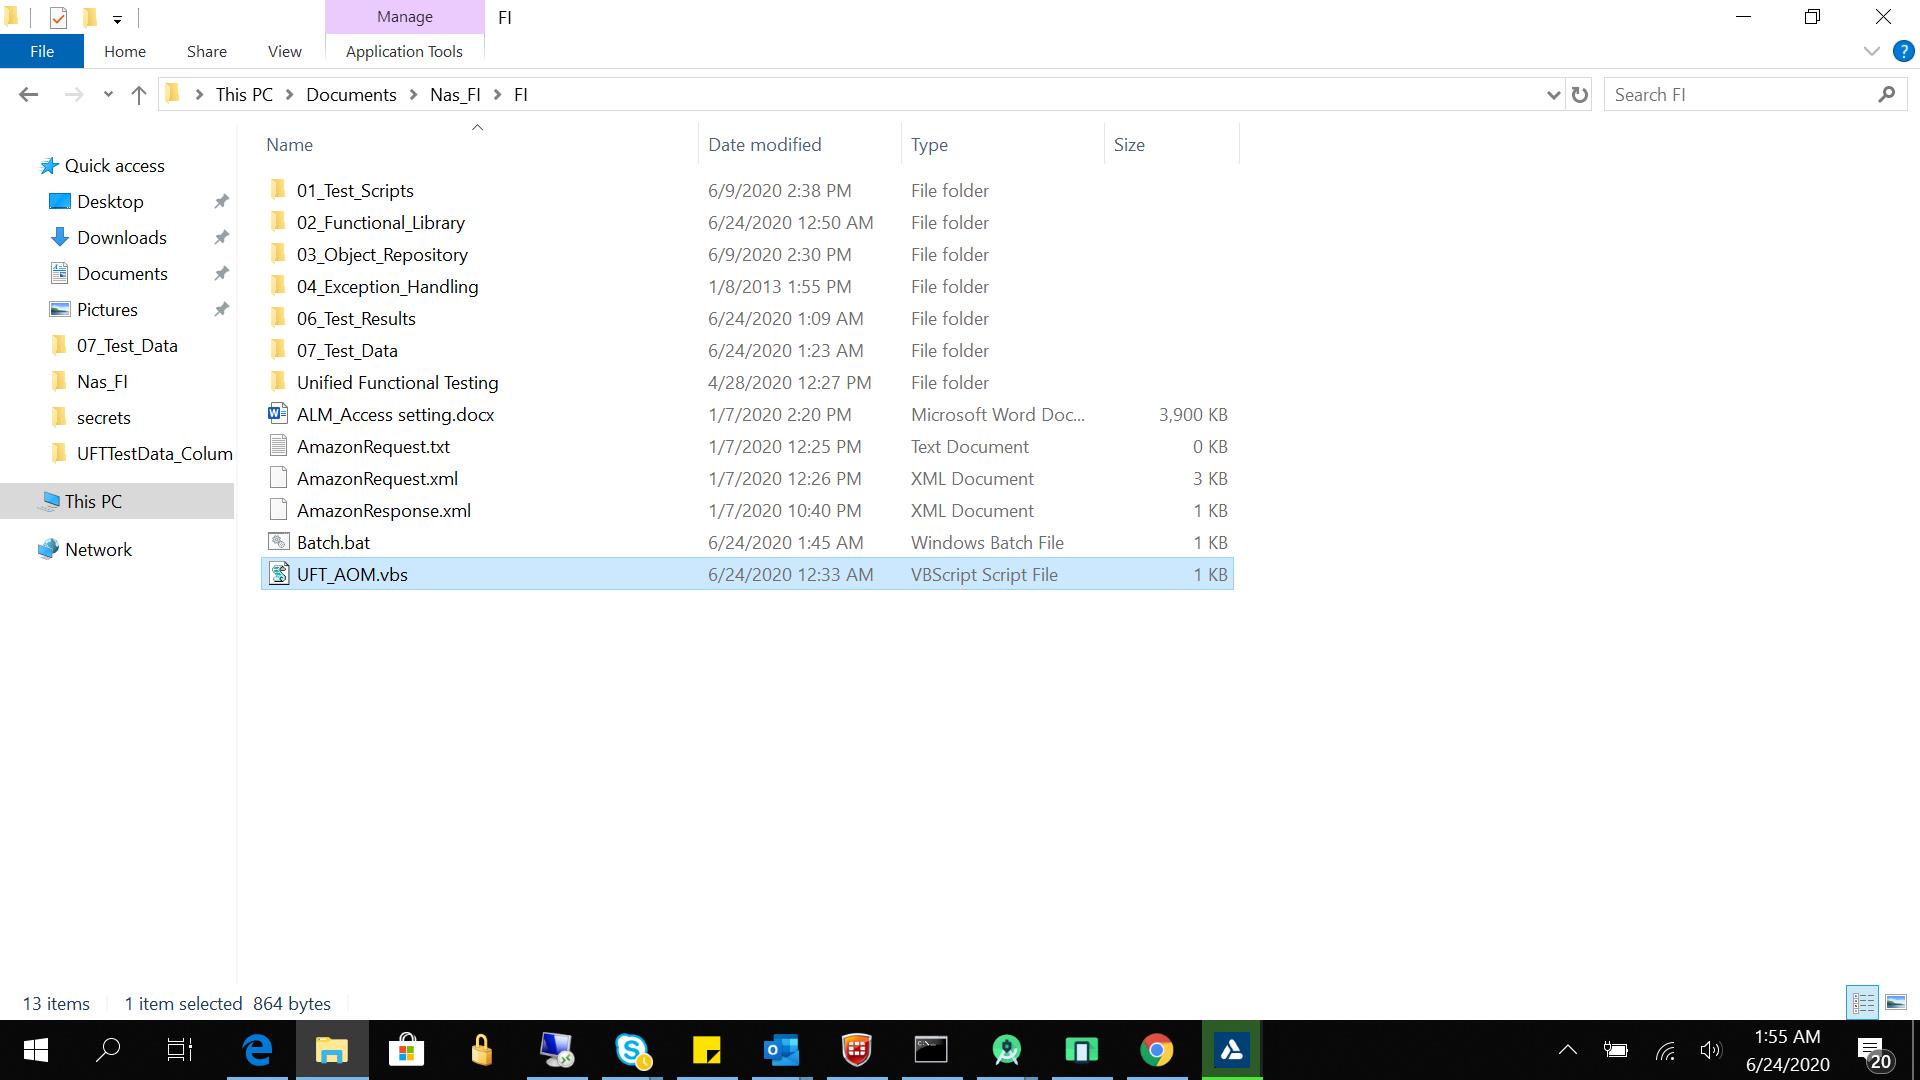 Manage FI
File Home Share View Application Tools
This PC Documents Nas_FI FI Search FI
Name Date modified Type Size
Quick access
Desktop
Downloads
Documents
Pictures
07_Test_Data
Nas_FI
secrets
UFTTestData_Colum
This PC
Network
01_Test_Scripts 6/9/2020 2:38 PM File folder
02_Functional_Library 6/24/2020 12:50 AM File folder
03_Object_Repository 6/9/2020 2:30 PM File folder
04_Exception_Handling 1/8/2013 1:55 PM File folder
06_Test_Results 6/24/2020 1:09 AM File folder
07_Test_Data 6/24/2020 1:23 AM File folder
Unified Functional Testing 4/28/2020 12:27 PM File folder
ALM_Access setting.docx 1/7/2020 2:20 PM Microsoft Word Doc... 3,900 KB
AmazonRequest.txt 1/7/2020 12:25 PM Text Document 0 KB
AmazonRequest.xml 1/7/2020 12:26 PM XML Document 3 KB
AmazonResponse.xml 1/7/2020 10:40 PM XML Document 1 KB
Batch.bat 6/24/2020 1:45 AM Windows Batch File 1 KB
UFT_AOM.vbs 6/24/2020 12:33 AM VBScript Script File 1 KB
13 items 1 item selected 864 bytes
1:55 AM
6/24/2020
20